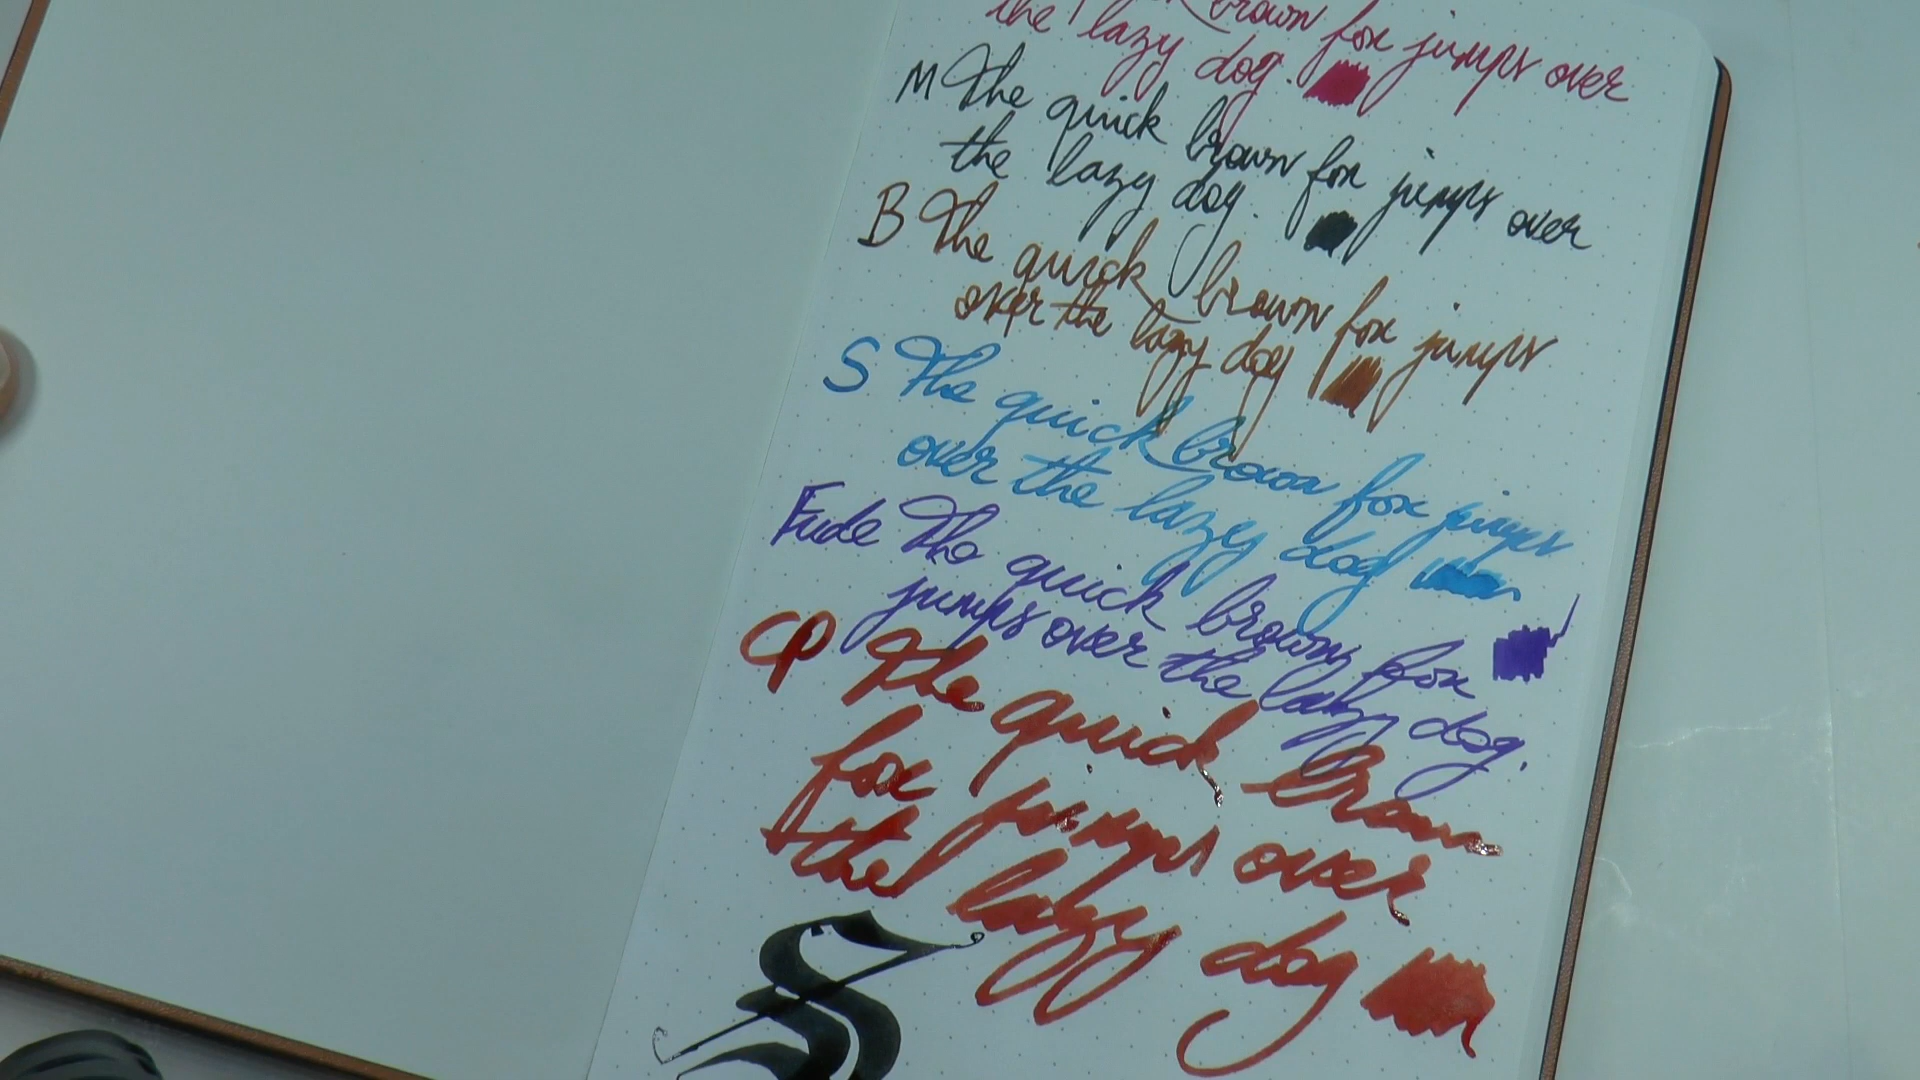 brown fox jumps over
the lazy dog.
M The quick brown fox jumps over
the lazy dog.
B The quick brown fox jumps
over the lazy dog
S The quick brown fox jumps
over the lazy dog
Fude The quick brown fox
jumps over the lazy dog.
CP The quick brown
fox jumps over
the lazy dog
S